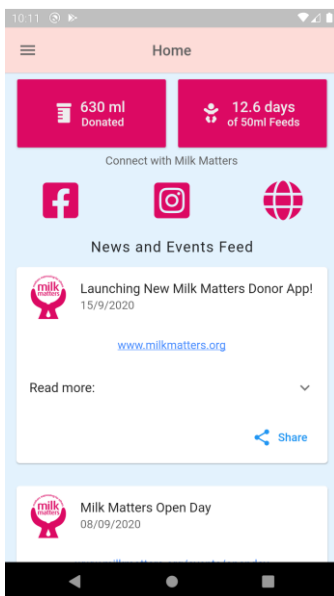 10:11
Home
630 ml
Donated
12.6 days
of 50ml Feeds
Connect with Milk Matters
News and Events Feed
milk
matters
Launching New Milk Matters Donor App!
15/9/2020
www.milkmatters.org
Read more:
Share
milk
matters
Milk Matters Open Day
08/09/2020